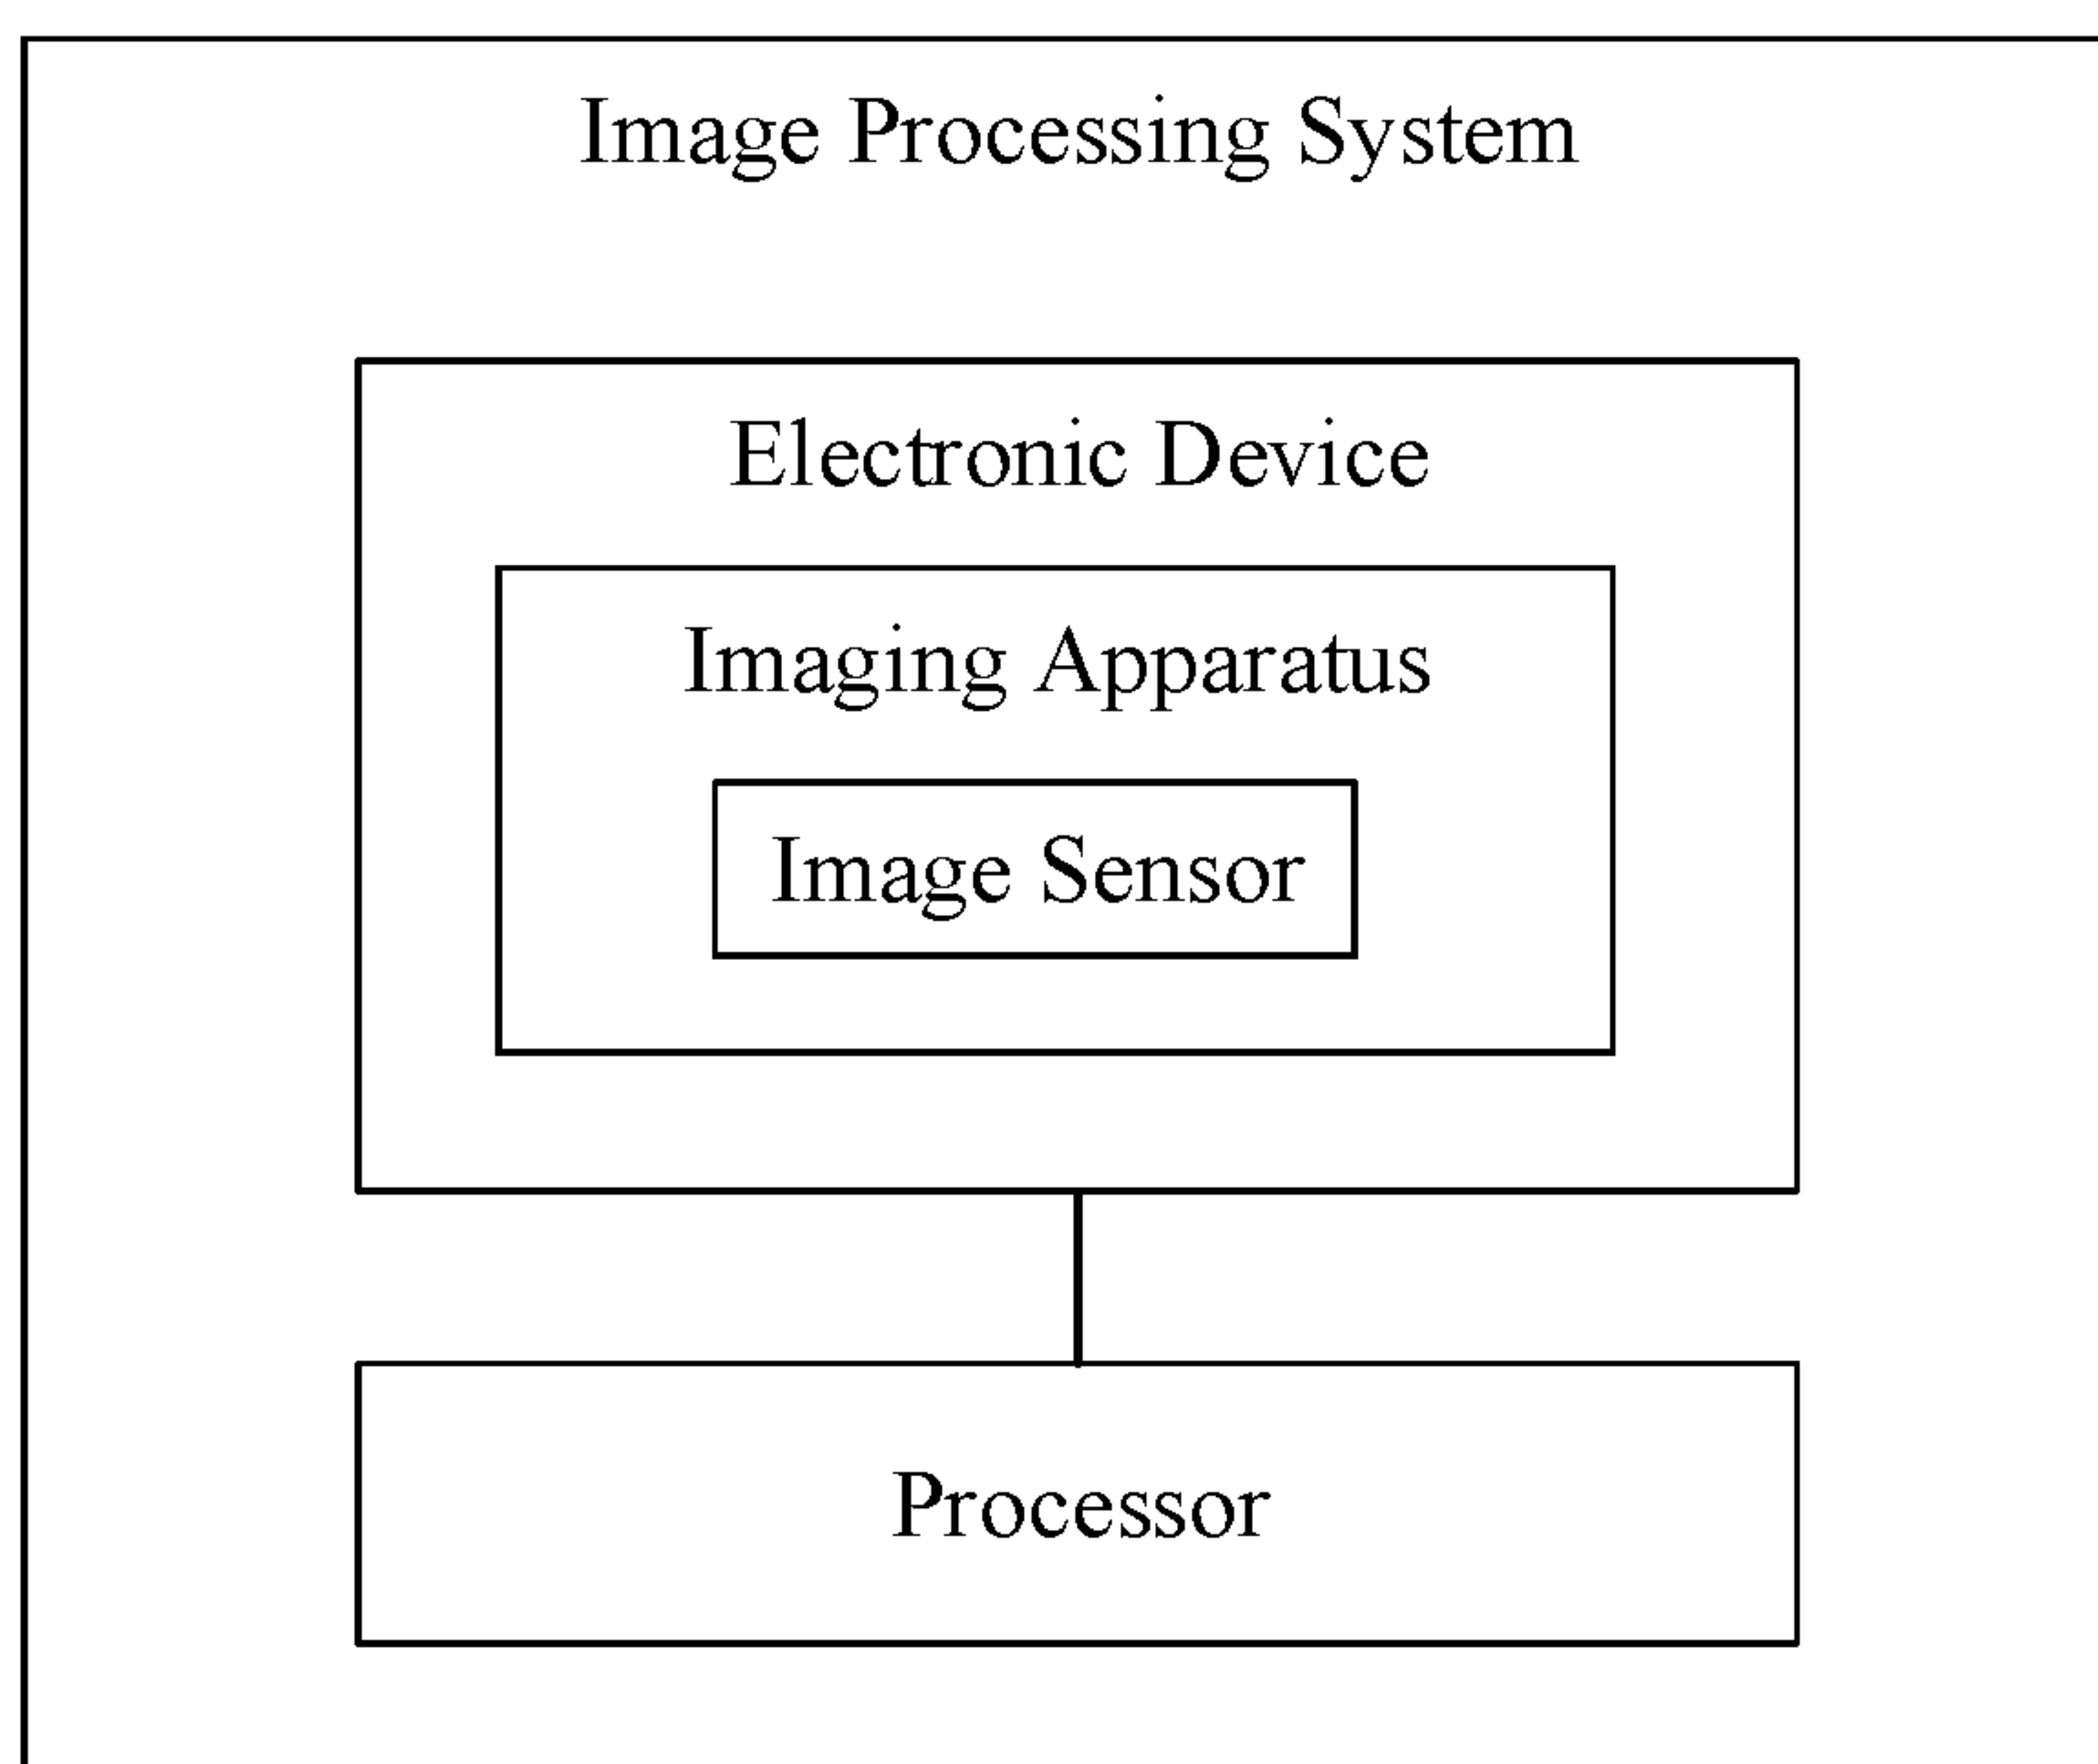 Image Processing System
Electronic Device
Imaging Apparatus
Image Sensor
Processor